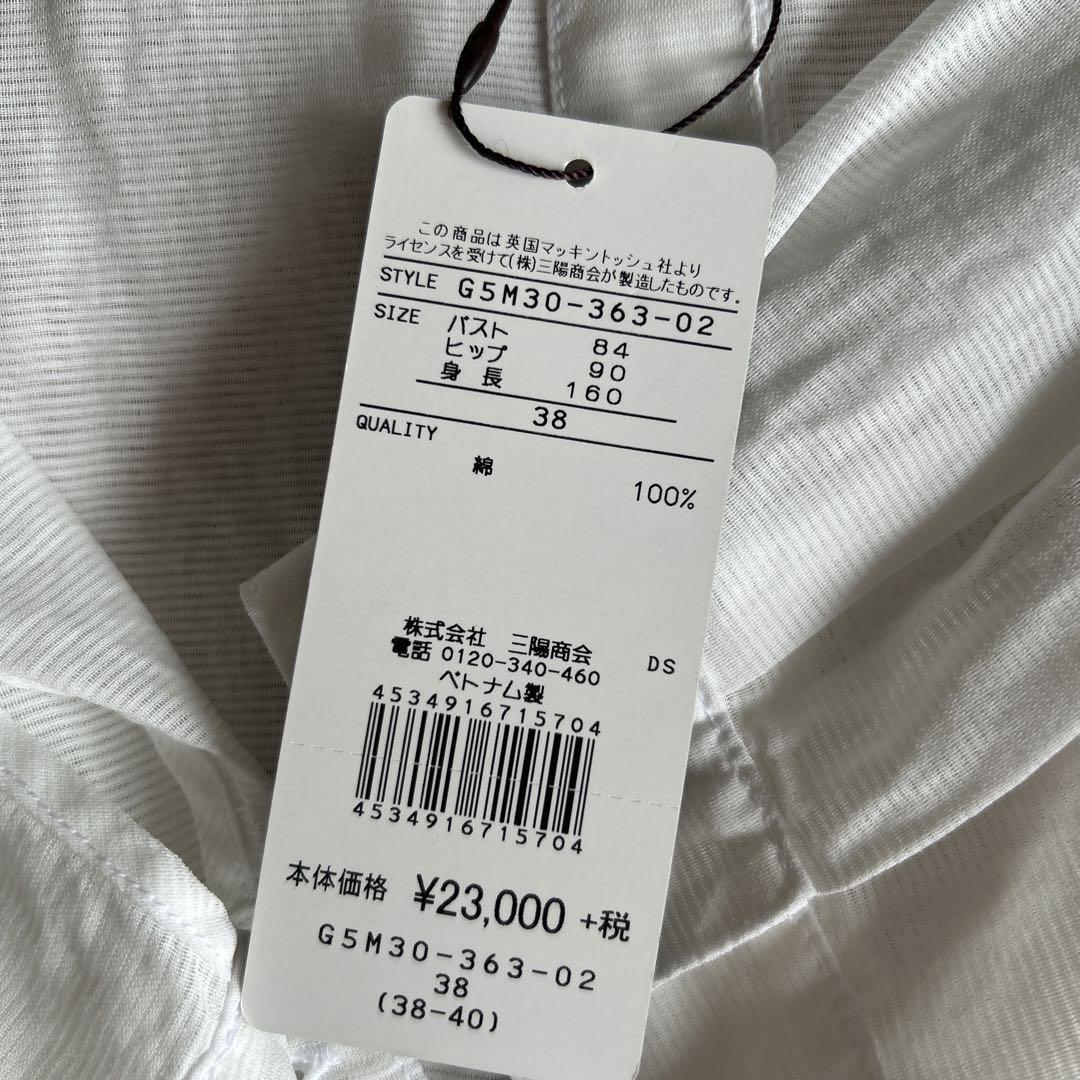 この商品は英国マッキントッシュ社より
ライセンスを受けて(株)三陽商会が製造したものです.
STYLE G5M30-363-02
SIZE バスト 84
ヒップ 90
身長 160
38
QUALITY
綿 100%
株式会社 三陽商会 DS
電話 0120-340-460
ベトナム製
4534916715704
4534916715704
本体価格 ¥23,000 +税
G5M30-363-02
38
(38-40)